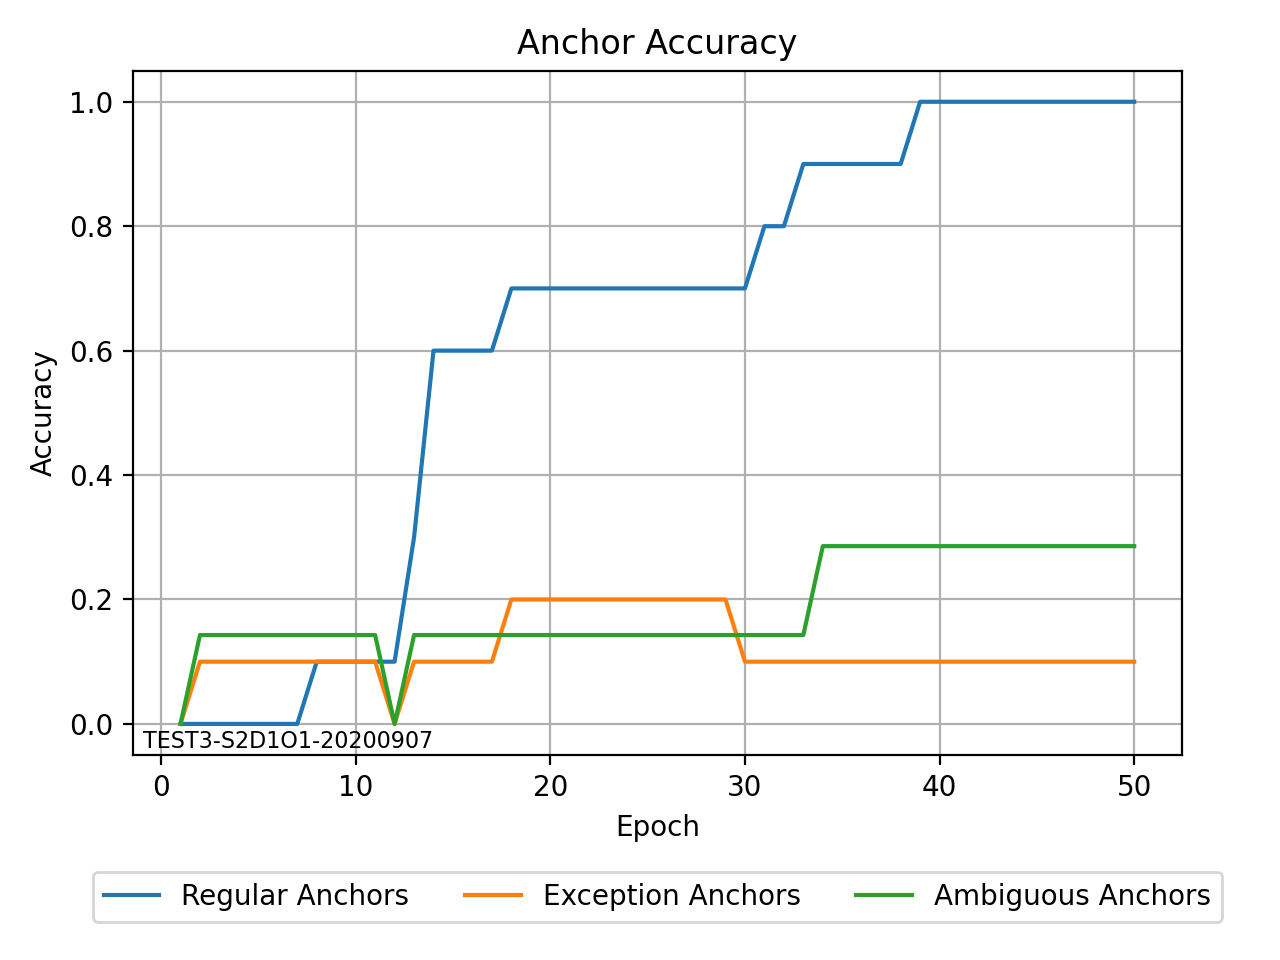 Anchor Accuracy
1.0
0.8
0.6
0.4
0.2
0.0
Accuracy
TEST3-S2D1O1-20200907
0 10 20 30 40 50
Epoch
Regular Anchors Exception Anchors Ambiguous Anchors